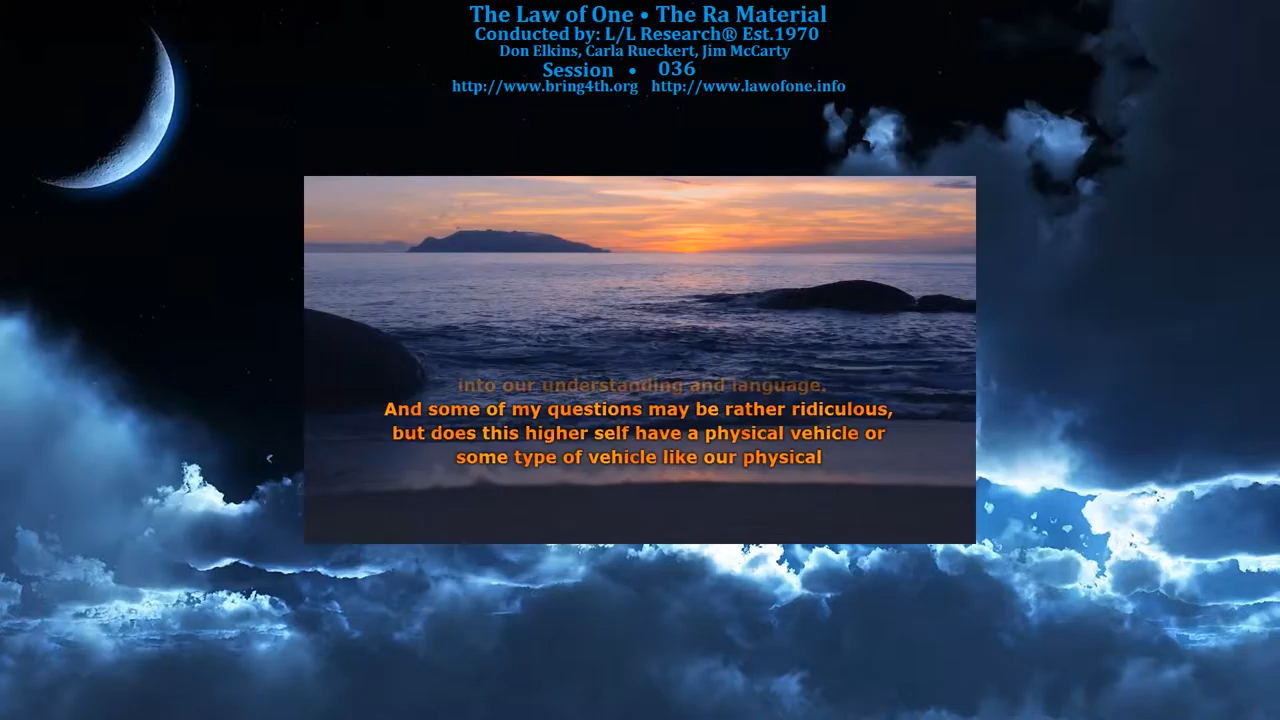 The Law of One • The Ra Material
Conducted by: L/L Research® Est.1970
Don Elkins, Carla Rueckert, Jim McCarty
Session • 036
http://www.bring4th.org http://www.lawofone.info
into our understanding and language.
And some of my questions may be rather ridiculous,
but does this higher self have a physical vehicle or
some type of vehicle like our physical